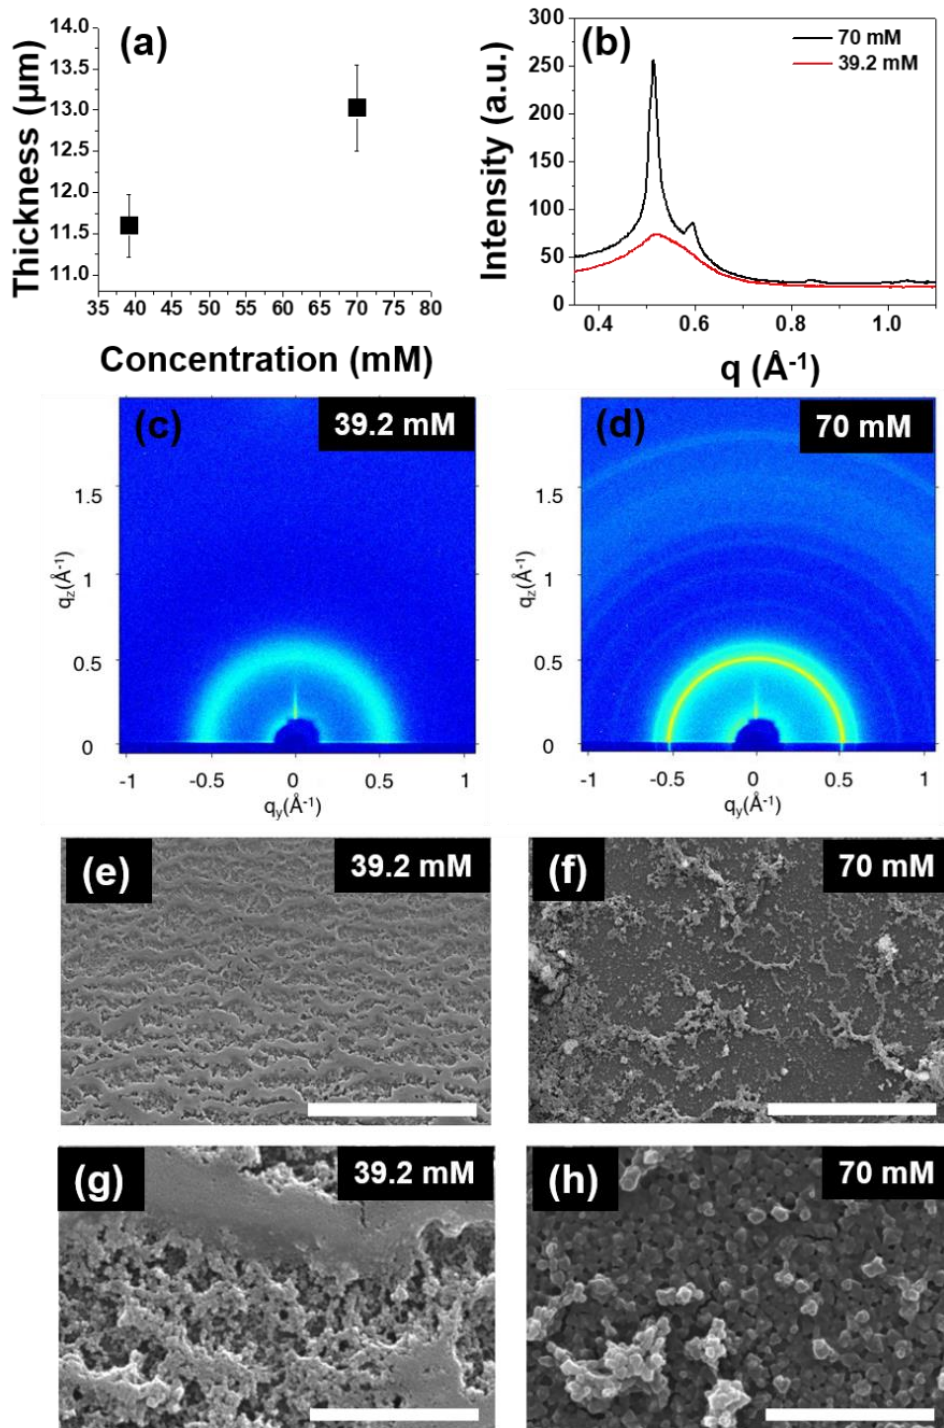 (a)
14.0
13.5
13.0
12.5
12.0
11.5
11.0
Thickness (μm)
35 40 45 50 55 60 65 70 75 80
Concentration (mM)
(b)
70 mM
39.2 mM
300
250
200
150
100
50
0
Intensity (a.u.)
0.4 0.6 0.8 1.0
q (Å-1)
(c)
39.2 mM
1.5
1
0.5
0
qz(Å-1)
-1 -0.5 0 0.5 1
qy(Å-1)
(d)
70 mM
1.5
1
0.5
0
qz(Å-1)
-1 -0.5 0 0.5 1
qy(Å-1)
(e)
39.2 mM
(f)
70 mM
(g)
39.2 mM
(h)
70 mM